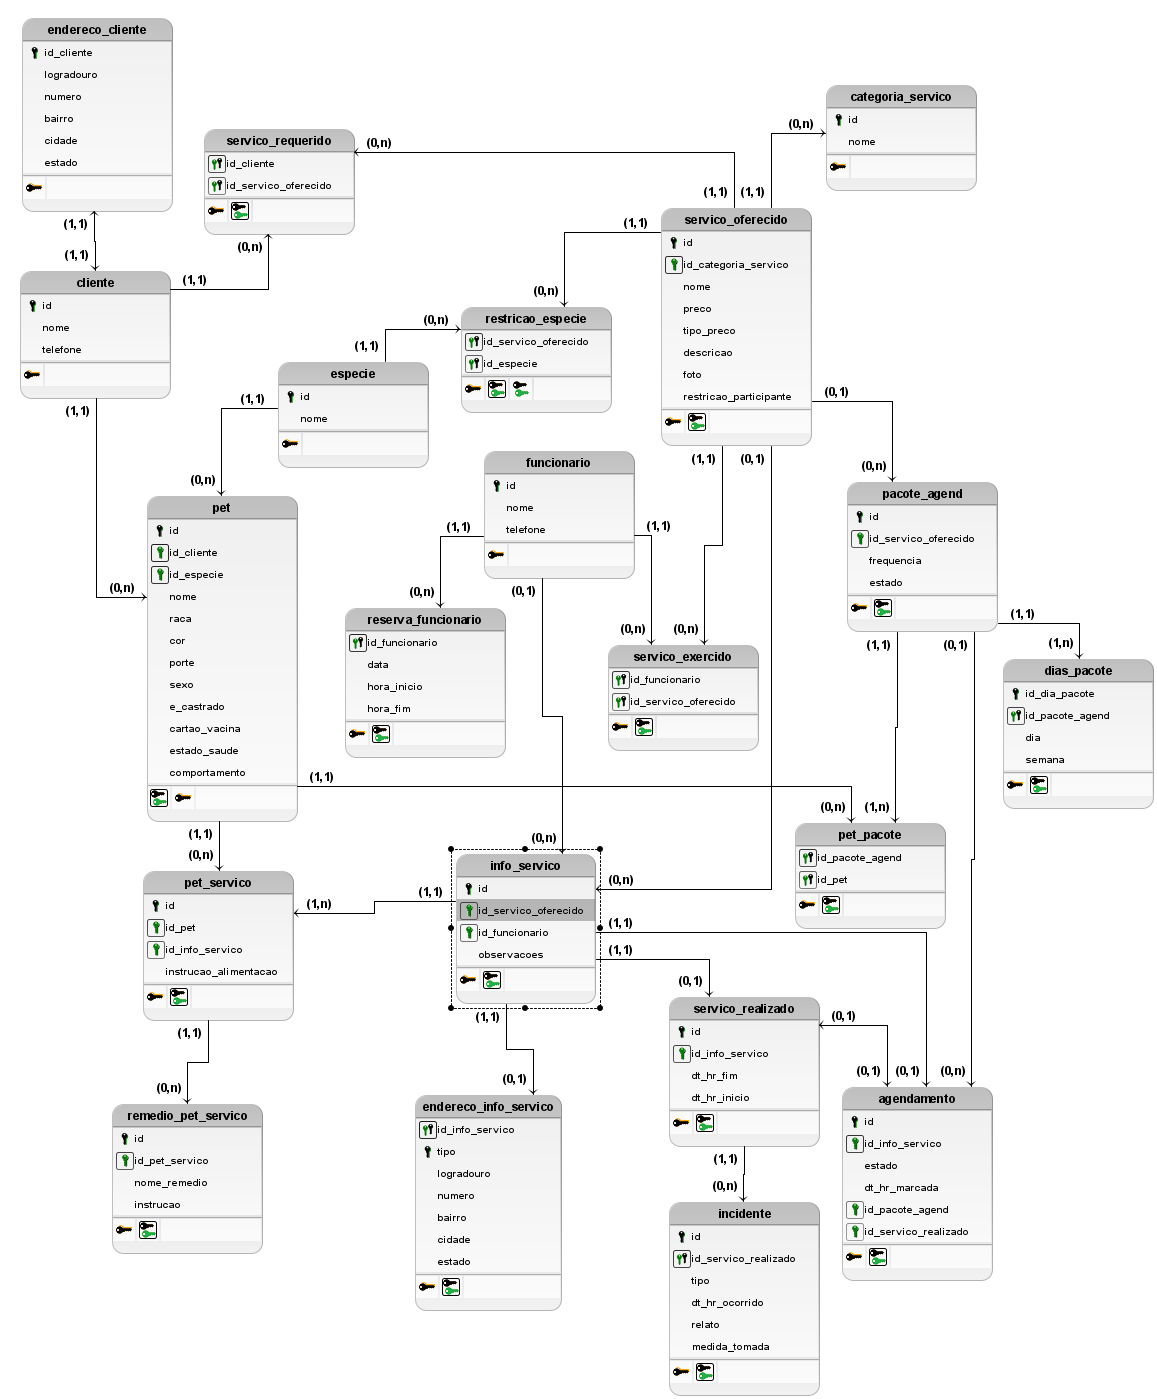 endereco_cliente
id_cliente
logradouro
numero
bairro
cidade
estado
(1,1)
(1,1)
cliente
id
nome
telefone
(1,1)
(1,1)
(0,n)
servico_requerido
id_cliente
id_servico_oferecido
(0,n)
(0,n)
categoria_servico
id
nome
(0,n)
(1,1)
(1,1)
servico_oferecido
id
id_categoria_servico
nome
preco
tipo_preco
descricao
foto
restricao_participante
(1,1)
(0,n)
(0,n)
restricao_especie
id_servico_oferecido
id_especie
(1,1)
especie
id
nome
(1,1)
(0,n)
(0,1)
(0,n)
(1,1)
(0,1)
pet
id
id_cliente
id_especie
nome
raca
cor
porte
sexo
e_castrado
cartao_vacina
estado_saude
comportamento
(1,1)
(1,1)
(0,n)
funcionario
id
nome
telefone
(1,1)
(1,1)
(0,n)
(0,1)
(0,n)
(0,n)
reserva_funcionario
id_funcionario
data
hora_inicio
hora_fim
servico_exercido
id_funcionario
id_servico_oferecido
pacote_agend
id
id_servico_oferecido
frequencia
estado
(1,1)
(1,n)
(1,1)
(0,1)
dias_pacote
id_dia_pacote
id_pacote_agend
dia
semana
(0,n)
(1,n)
pet_pacote
id_pacote_agend
id_pet
(0,n)
info_servico
id
id_servico_oferecido
id_funcionario
observacoes
(0,n)
(1,1)
(1,n)
(1,1)
(1,1)
(1,1)
(0,1)
pet_servico
id
id_pet
id_info_servico
instrucao_alimentacao
(1,1)
(0,n)
remedio_pet_servico
id
id_pet_servico
nome_remedio
instrucao
(0,1)
endereco_info_servico
id_info_servico
tipo
logradouro
numero
bairro
cidade
estado
servico_realizado
id
id_info_servico
dt_hr_fim
dt_hr_inicio
(0,1)
(0,1)
(0,1)
(0,n)
(1,1)
(0,n)
agendamento
id
id_info_servico
estado
dt_hr_marcada
id_pacote_agend
id_servico_realizado
incidente
id
id_servico_realizado
tipo
dt_hr_ocorrido
relato
medida_tomada